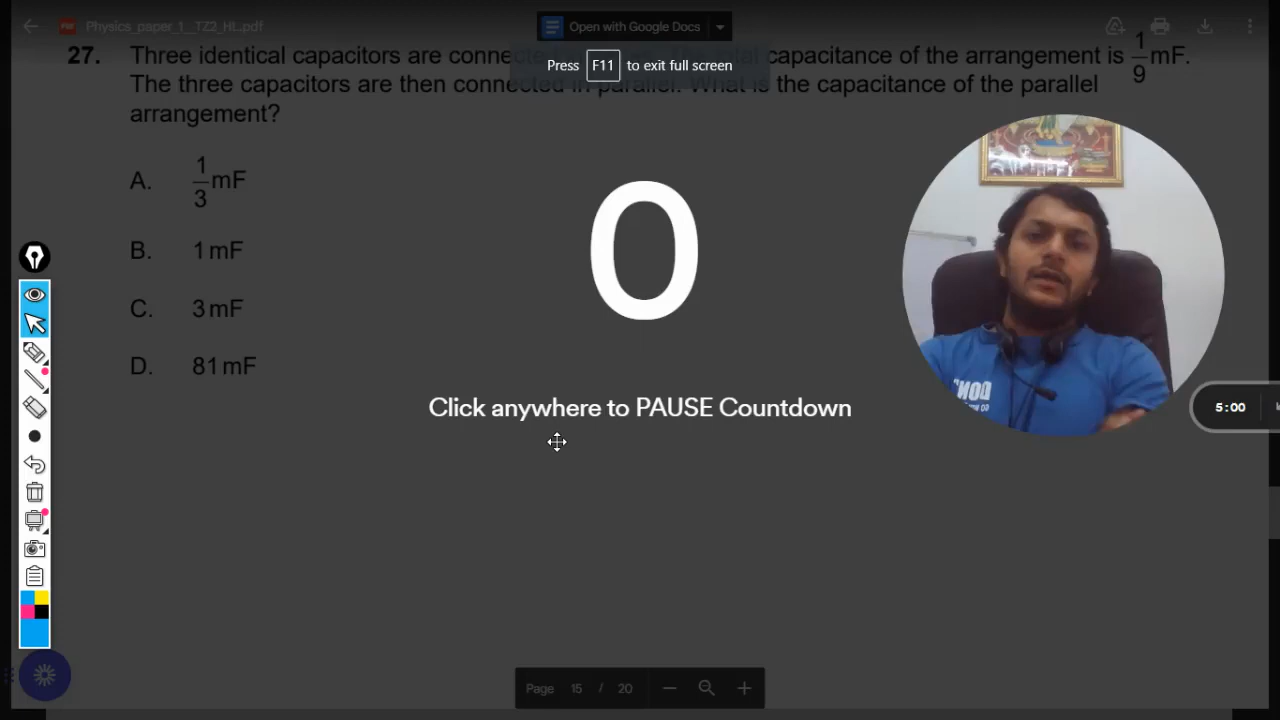 Physics_paper_1__TZ2_HL.pdf
Open with Google Docs
27. Three identical capacitors are connected capacitance of the arrangement is 1/9 mF.
Press F11 to exit full screen
The three capacitors are then connected in parallel. What is the capacitance of the parallel
arrangement?
A. 1/3 mF
B. 1 mF
C. 3 mF
D. 81 mF
0
Click anywhere to PAUSE Countdown
5:00
Page 15 / 20